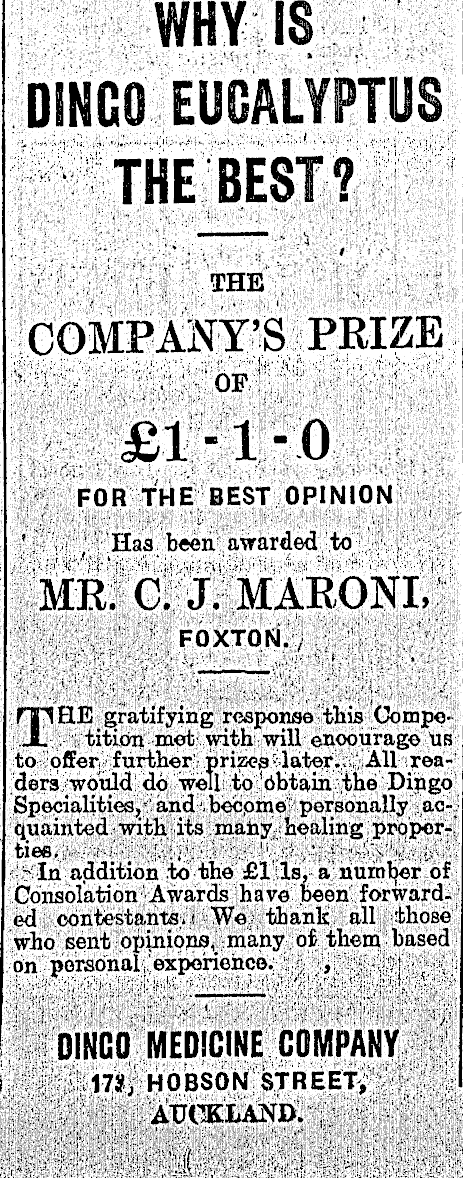 WHY IS
DINGO EUCALYPTUS
THE BEST?
THE
COMPANY'S PRIZE
OF
£1-1-0
FOR THE BEST OPINION
Has been awarded to
MR. C. J. MARONI,
FOXTON.
THE gratifying response this Compe-
tition met with will encourage us
to offer further prizes later. All rea-
ders would do well to obtain the Dingo
Specialities, and become personally ac-
quainted with its many healing proper-
ties.
In addition to the £1 1s, a number of
Consolation Awards have been forward-
ed contestants. We thank all those
who sent opinions, many of them based
on personal experience.
DINGO MEDICINE COMPANY
HOBSON STREET,
AUCKLAND.